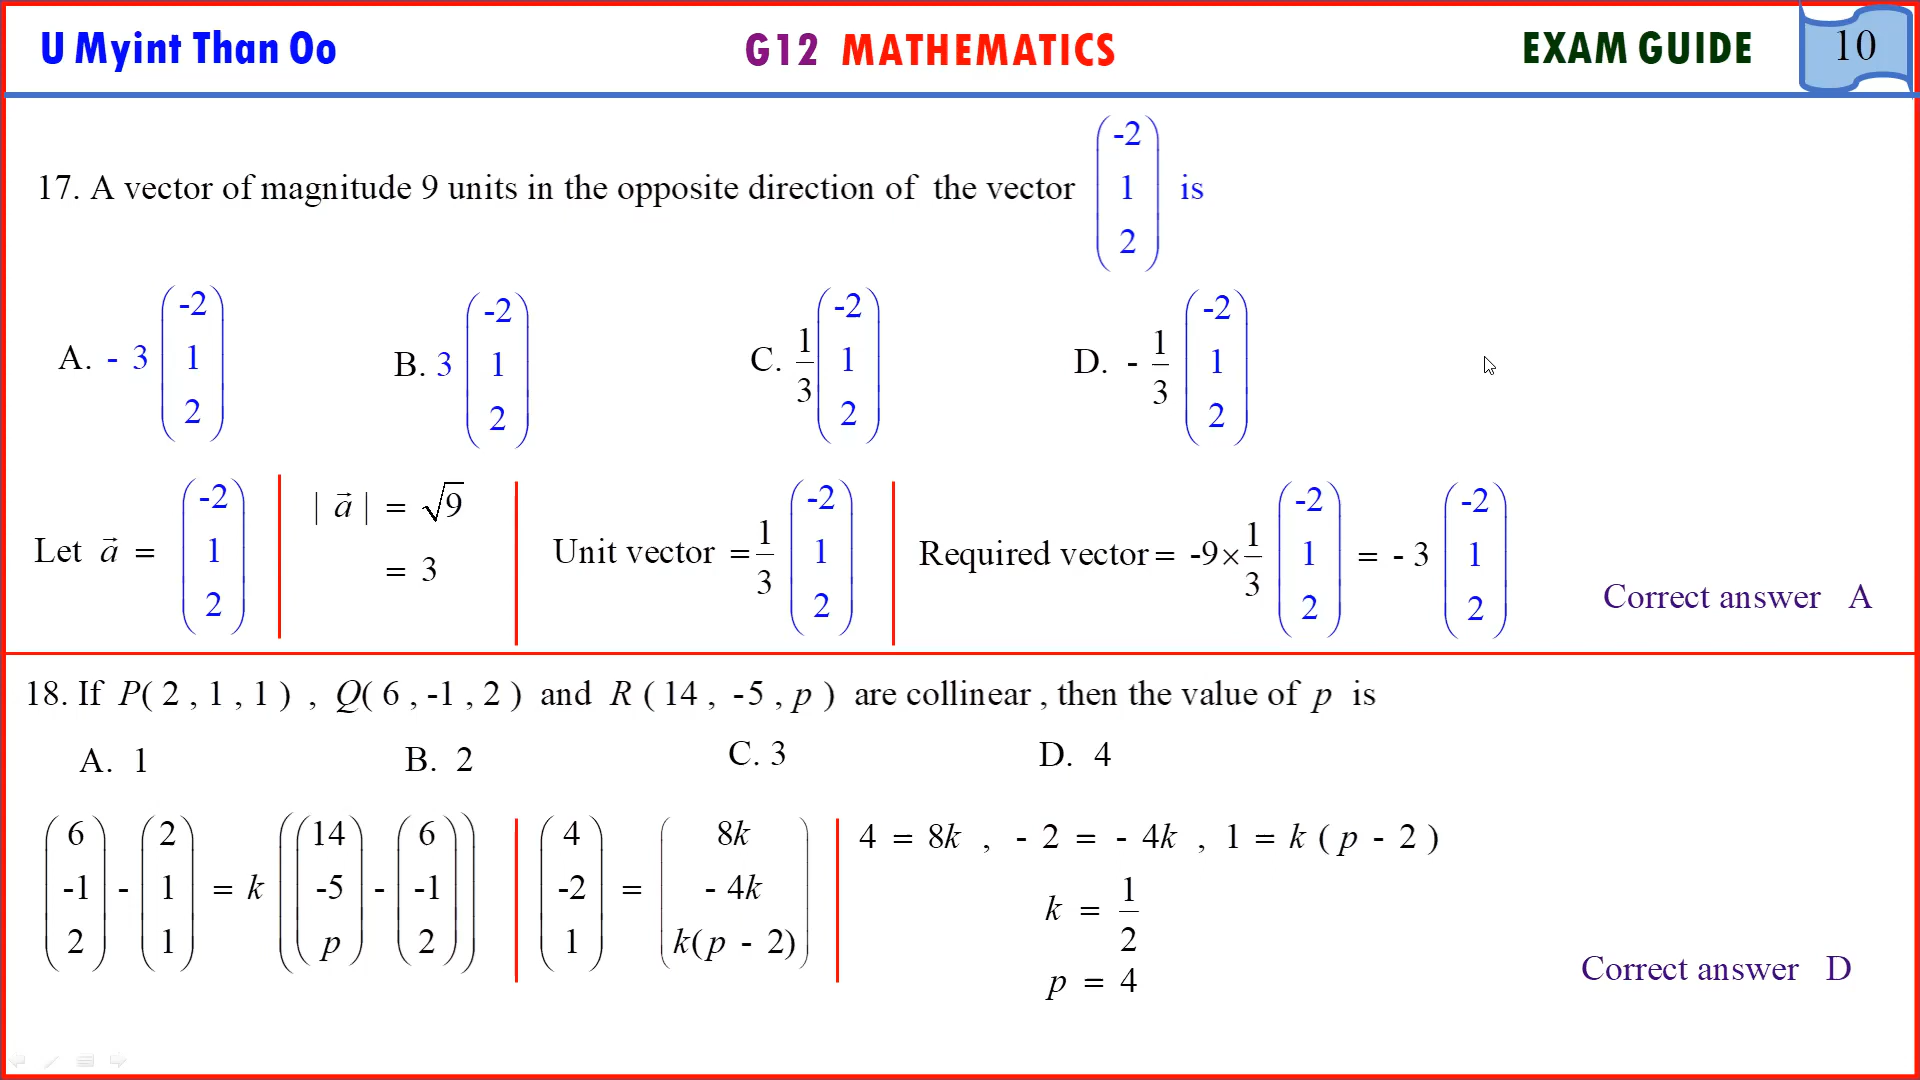 U Myint Than Oo G12 MATHEMATICS EXAM GUIDE 10
17. A vector of magnitude 9 units in the opposite direction of the vector (-2 1 2) is
A. - 3 (-2 1 2) B. 3 (-2 1 2) C. 1/3 (-2 1 2) D. - 1/3 (-2 1 2)
Let a⃗ = (-2 1 2) | a⃗ | = √9 Unit vector = 1/3 (-2 1 2) Required vector = -9 × 1/3 (-2 1 2) = - 3 (-2 1 2)
= 3
Correct answer A
18. If P( 2 , 1 , 1 ) , Q( 6 , -1 , 2 ) and R ( 14 , -5 , p ) are collinear , then the value of p is
A. 1 B. 2 C. 3 D. 4
(6 -1 2) - (2 1 1) = k ((14 -5 p) - (6 -1 2)) (4 -2 1) = (8k - 4k k(p - 2)) 4 = 8k , - 2 = - 4k , 1 = k ( p - 2 )
k = 1/2
p = 4
Correct answer D